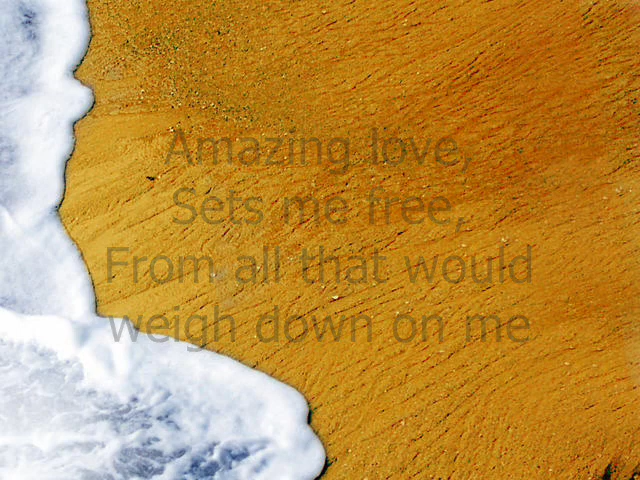 Amazing love,
Sets me free,
From all that would
weigh down on me